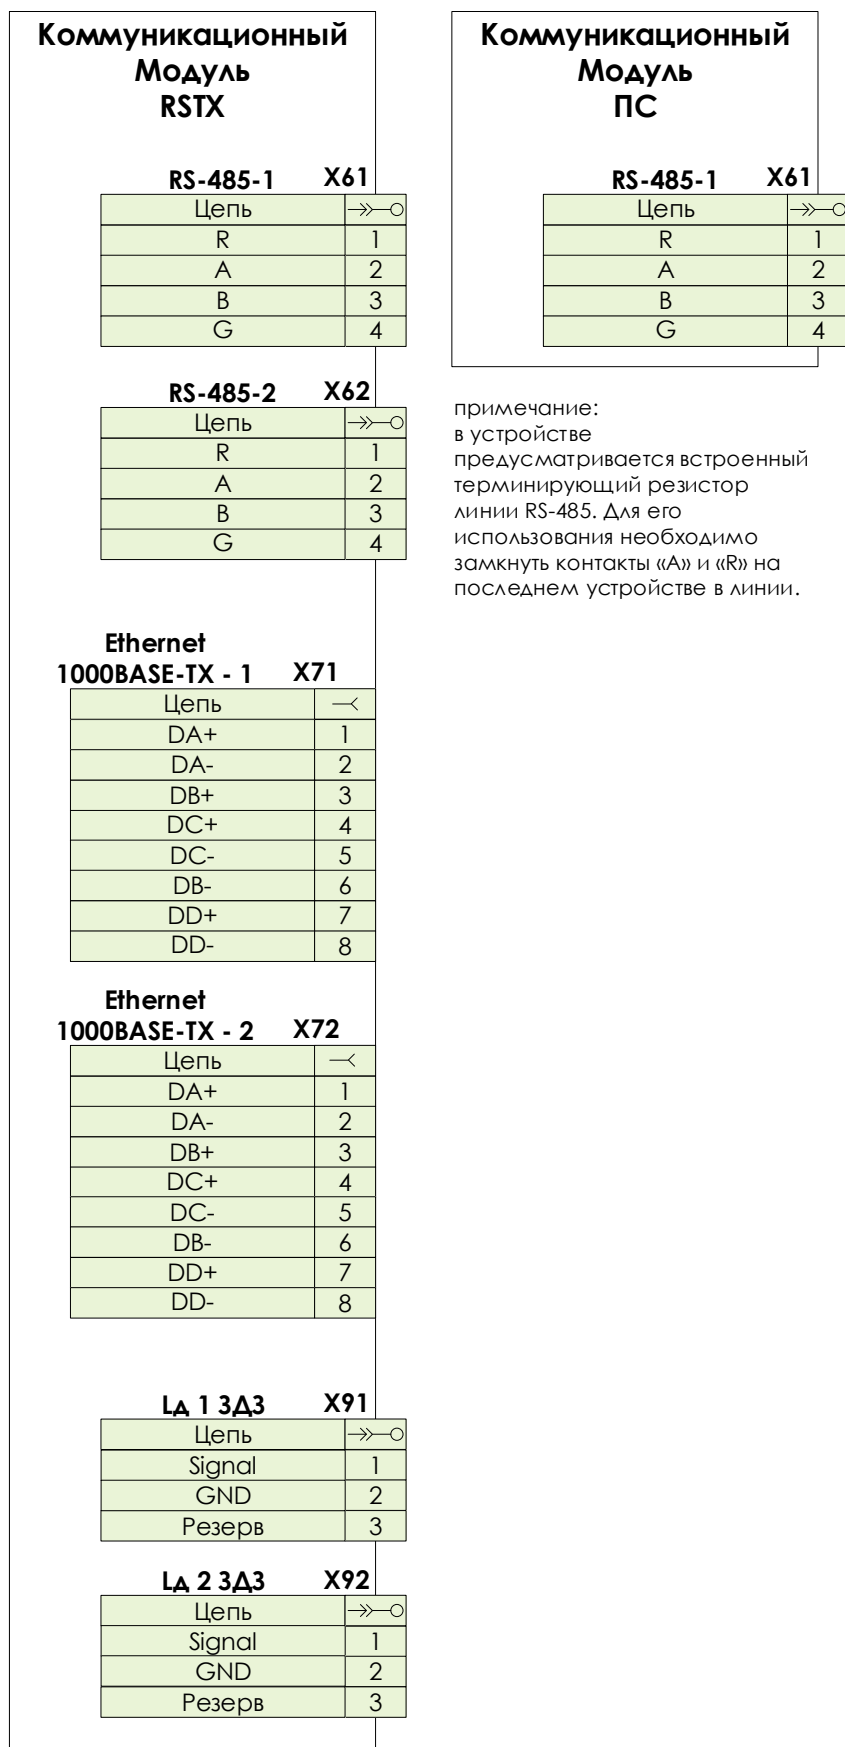 Коммуникационный
Модуль
RSTX
RS-485-1 X61
Цепь
R 1
A 2
B 3
G 4
RS-485-2 X62
Цепь
R 1
A 2
B 3
G 4
Ethernet
1000BASE-TX - 1 X71
Цепь
DA+ 1
DA- 2
DB+ 3
DC+ 4
DC- 5
DB- 6
DD+ 7
DD- 8
Ethernet
1000BASE-TX - 2 X72
Цепь
DA+ 1
DA- 2
DB+ 3
DC+ 4
DC- 5
DB- 6
DD+ 7
DD- 8
Lд 1 ЗДЗ X91
Цепь
Signal 1
GND 2
Резерв 3
Lд 2 ЗДЗ X92
Цепь
Signal 1
GND 2
Резерв 3
Коммуникационный
Модуль
ПС
RS-485-1 X61
Цепь
R 1
A 2
B 3
G 4
примечание:
в устройстве
предусматривается встроенный
терминирующий резистор
линии RS-485. Для его
использования необходимо
замкнуть контакты «A» и «R» на
последнем устройстве в линии.